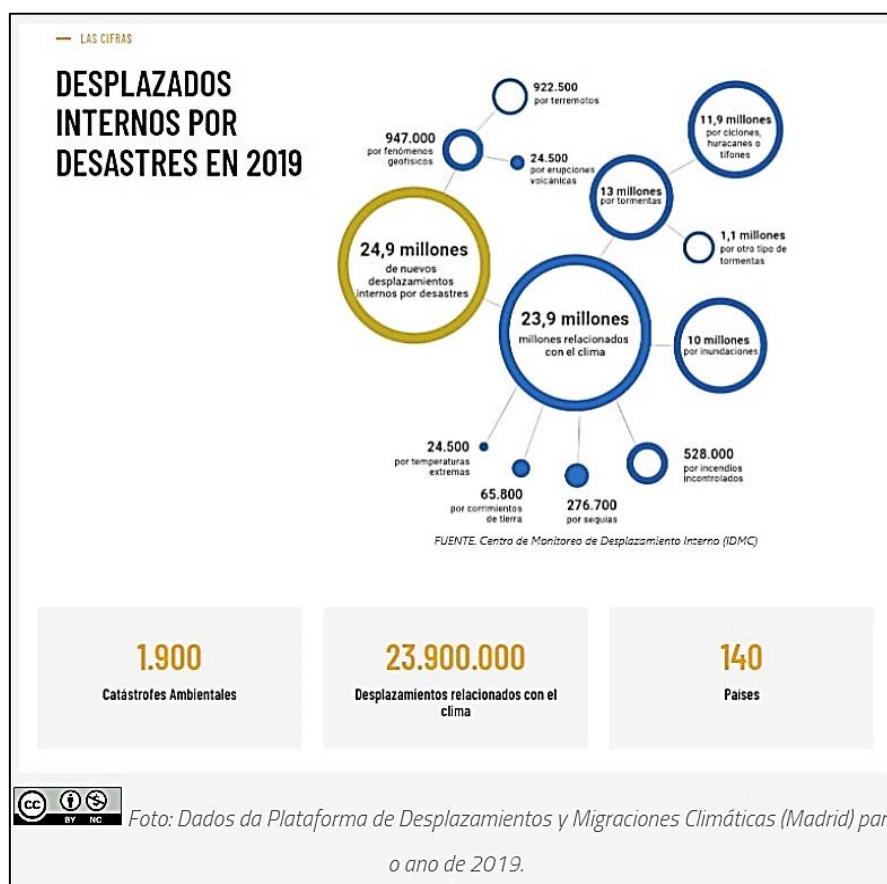 LAS CIFRAS
DESPLAZADOS
INTERNOS POR
DESASTRES EN 2019
922.500
por terremotos
947.000
por fenómenos
geofísicos
24.500
por erupciones
volcánicas
11,9 millones
por ciclones,
huracanes o
tifones
13 millones
por tormentas
1,1 millones
por otro tipo de
tormentas
24,9 millones
de nuevos
desplazamientos
internos por desastres
23,9 millones
millones relacionados
con el clima
10 millones
por inundaciones
24.500
por temperaturas
extremas
65.800
por corrimientos
de tierra
276.700
por sequías
528.000
por incendios
incontrolados
FUENTE. Centro de Monitoreo de Desplazamiento Interno (IDMC)
1.900
Catástrofes Ambientales
23.900.000
Desplazamientos relacionados con el
clima
140
Países
cc BY NC
Foto: Dados da Plataforma de Desplazamientos y Migraciones Climáticas (Madrid) par
o ano de 2019.